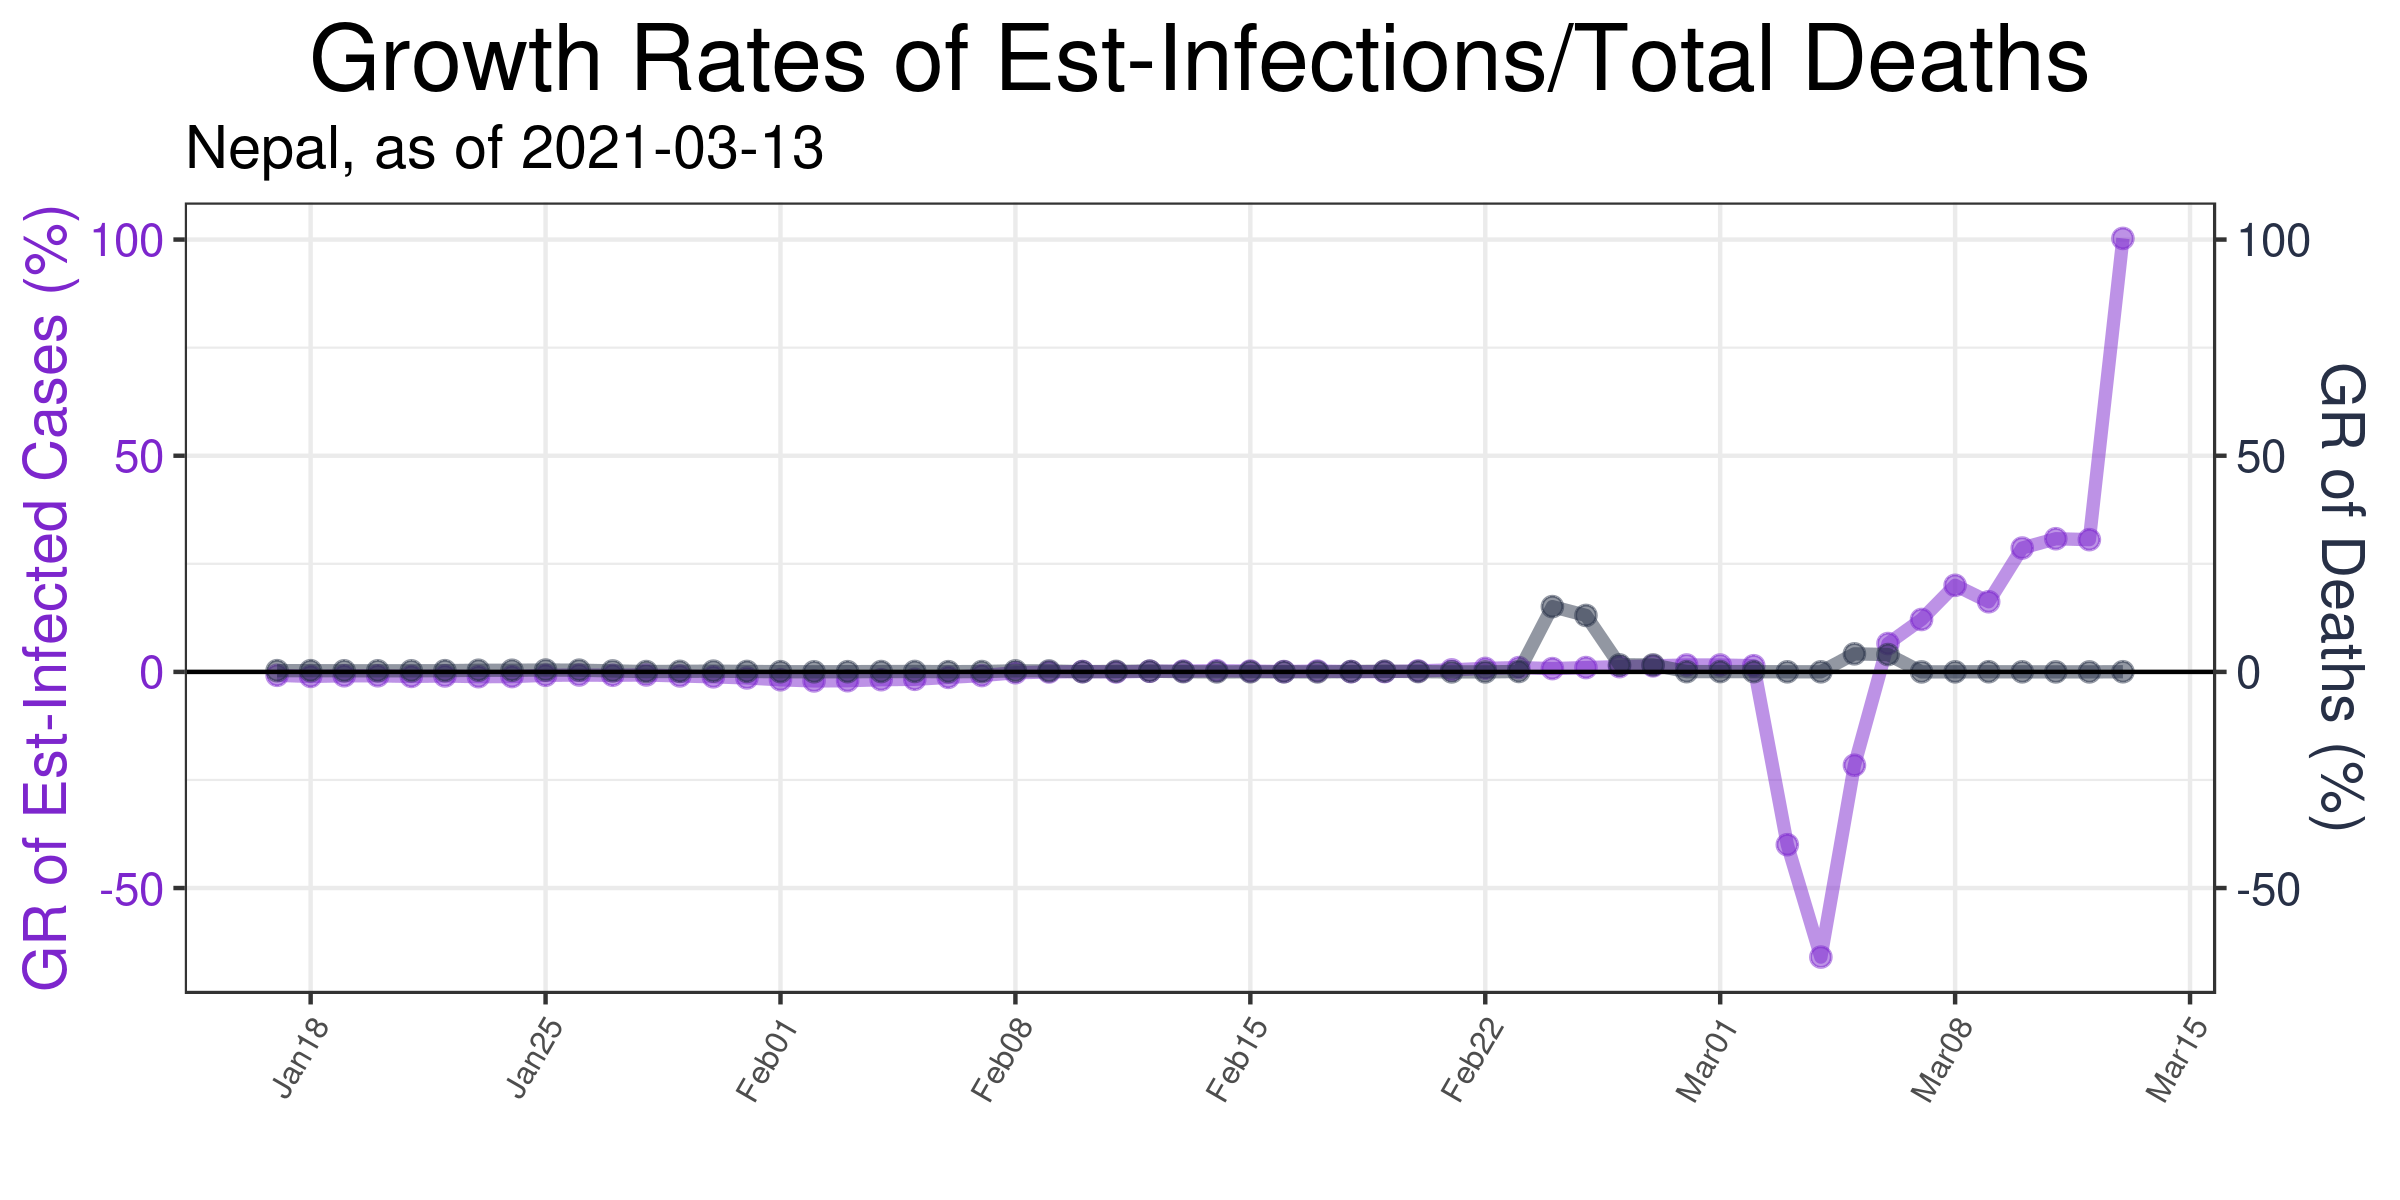 Growth Rates of Est-Infections/Total Deaths
Nepal, as of 2021-03-13
GR of Est-Infected Cases (%)
100
50
0
-50
100
50
0
-50
GR of Deaths (%)
Jan18
Jan25
Feb01
Feb08
Feb15
Feb22
Mar01
Mar08
Mar15